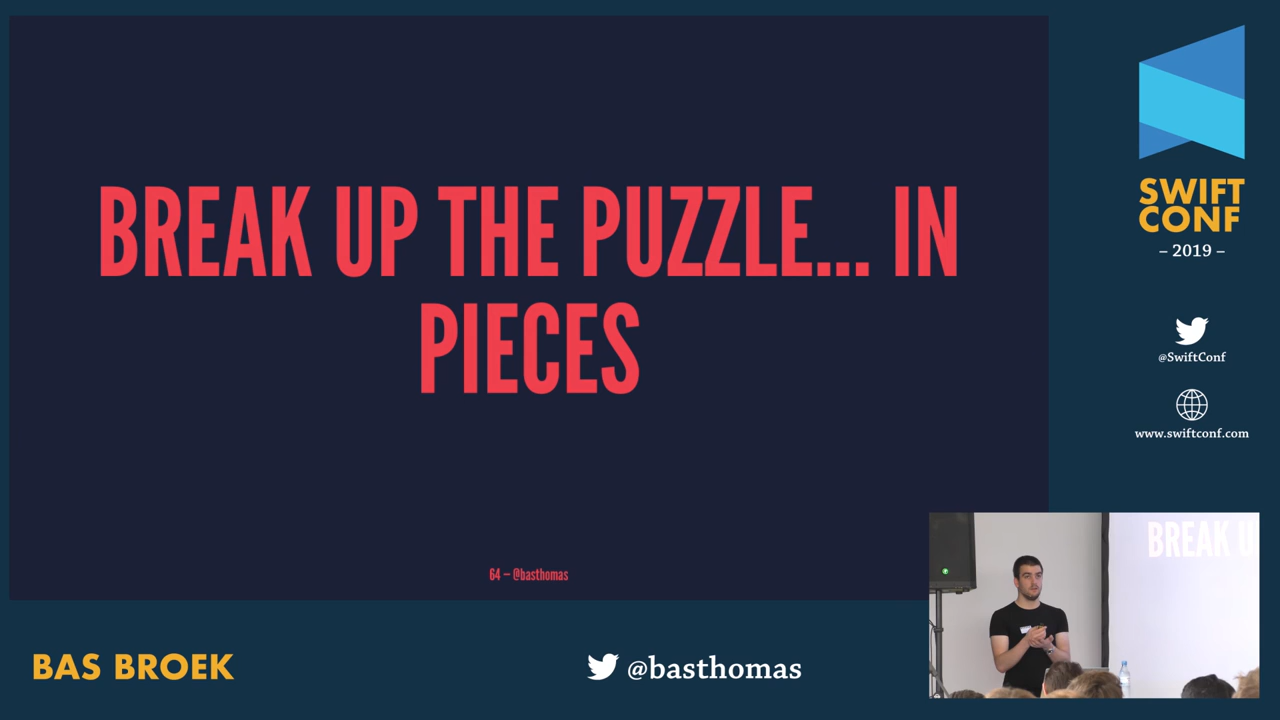 BREAK UP THE PUZZLE... IN
PIECES
64 — @basthomas
SWIFT
CONF
– 2019 –
@SwiftConf
www.swiftconf.com
BREAK U
BAS BROEK
@basthomas